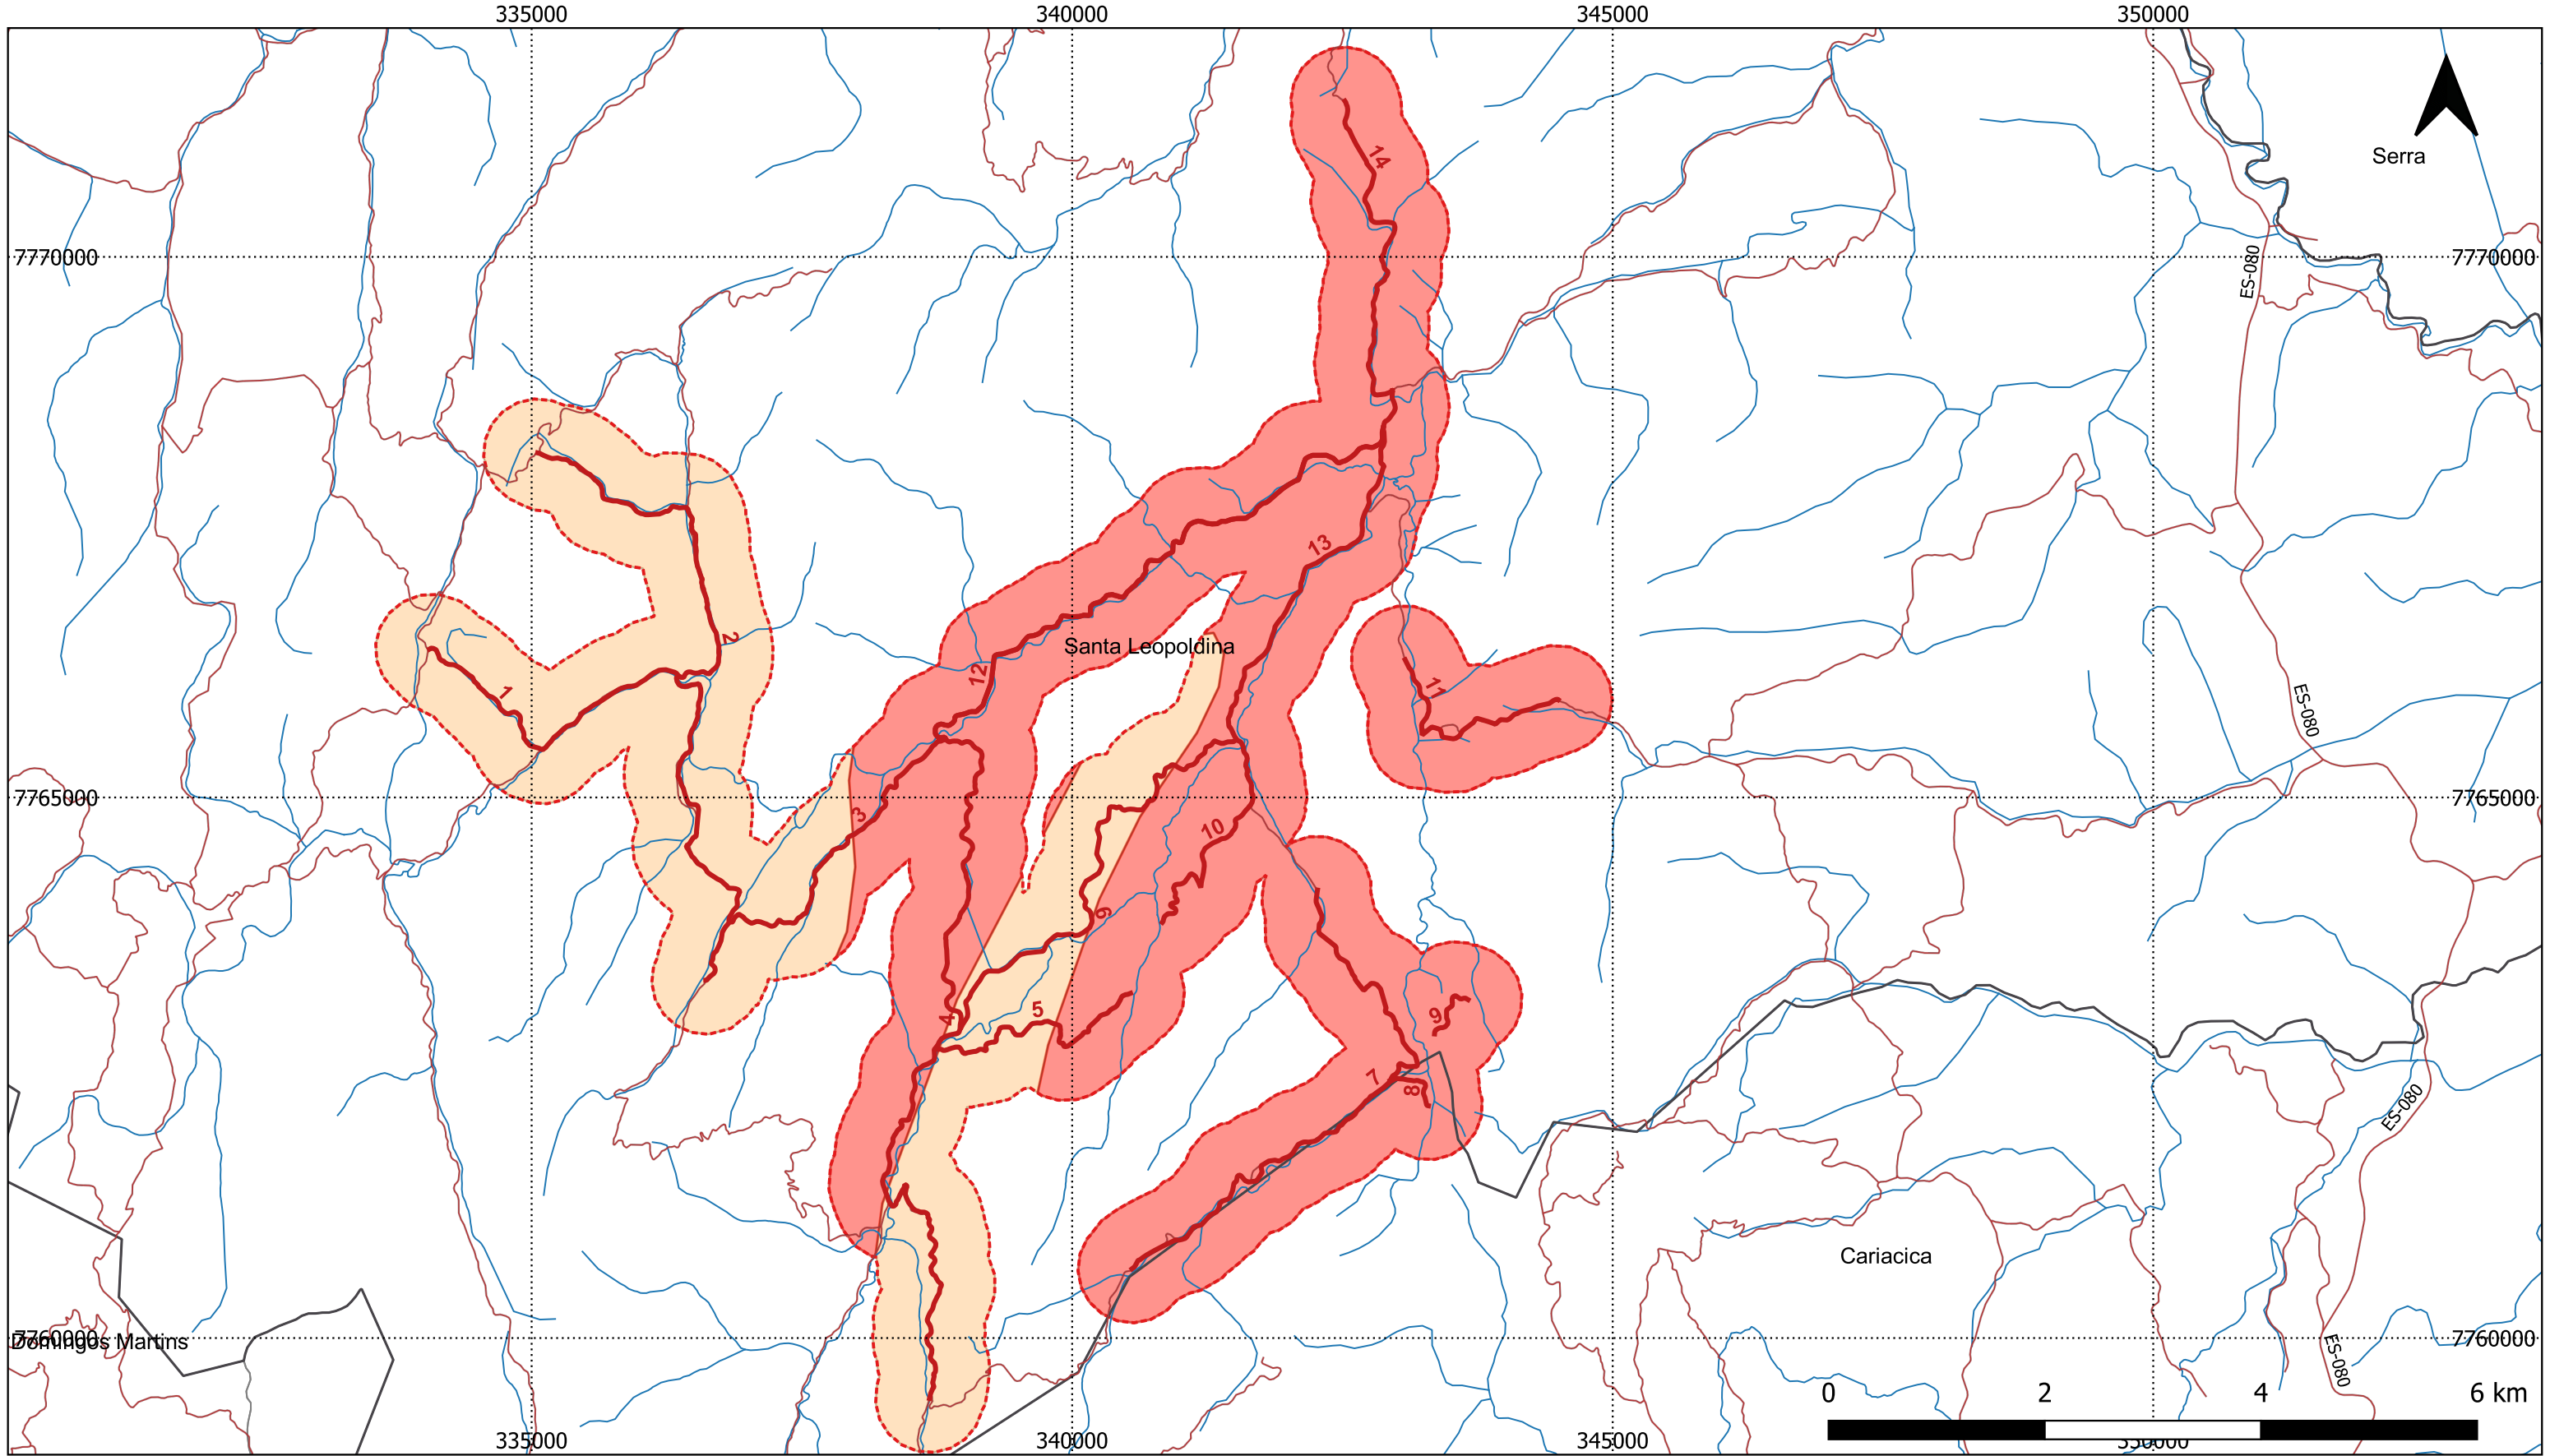 335000 340000 345000 350000
Serra
14
7770000 7770000
ES-080
13
2
Santa Leopoldina
12
1
11
ES-080
7765000 7765000
3
10
6
4
5
9
7
8
ES-080
Cariacica
7760000 7760000
Domingos Martins
ES-080
0 2 4 6 km
335000 340000 345000 350000